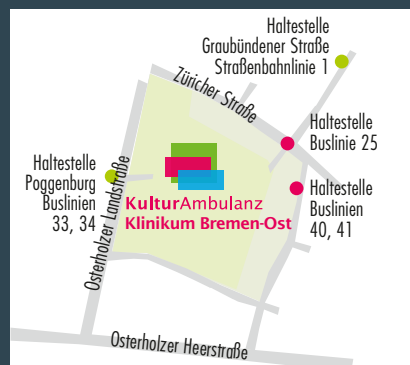 Haltestelle
Graubündener Straße
Straßenbahnlinie 1
Züricher Straße
Haltestelle
Buslinie 25
Haltestelle
Poggenburg
Buslinien
33, 34
Osterholzer Landstraße
Haltestelle
Buslinien
40, 41
KulturAmbulanz
Klinikum Bremen-Ost
Osterholzer Heerstraße